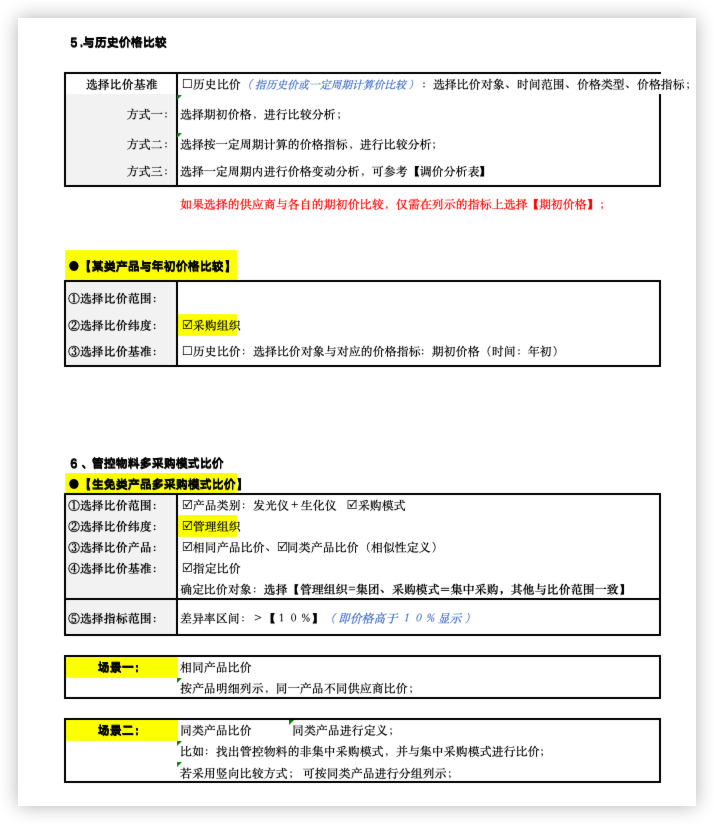 5.与历史价格比较
选择比价基准 ☐历史比价（指历史价或一定周期计算价比较）：选择比价对象、时间范围、价格类型、价格指标；
方式一： 选择期初价格，进行比较分析；
方式二： 选择按一定周期计算的价格指标，进行比较分析；
方式三： 选择一定周期内进行价格变动分析，可参考【调价分析表】
如果选择的供应商与各自的期初价比较，仅需在列示的指标上选择【期初价格】；
●【某类产品与年初价格比较】
①选择比价范围：
②选择比价纬度： ☑采购组织
③选择比价基准： ☐历史比价：选择比价对象与对应的价格指标：期初价格（时间：年初）
6、管控物料多采购模式比价
●【生免类产品多采购模式比价】
①选择比价范围： ☑产品类别：发光仪＋生化仪 ☑采购模式
②选择比价纬度： ☑管理组织
③选择比价产品： ☑相同产品比价、☑同类产品比价（相似性定义）
④选择比价基准： ☑指定比价
确定比价对象：选择【管理组织=集团、采购模式＝集中采购，其他与比价范围一致】
⑤选择指标范围： 差异率区间：＞【１０%】（即价格高于１０%显示）
场景一： 相同产品比价
按产品明细列示，同一产品不同供应商比价；
场景二： 同类产品比价 同类产品进行定义；
比如：找出管控物料的非集中采购模式，并与集中采购模式进行比价；
若采用竖向比较方式； 可按同类产品进行分组列示；